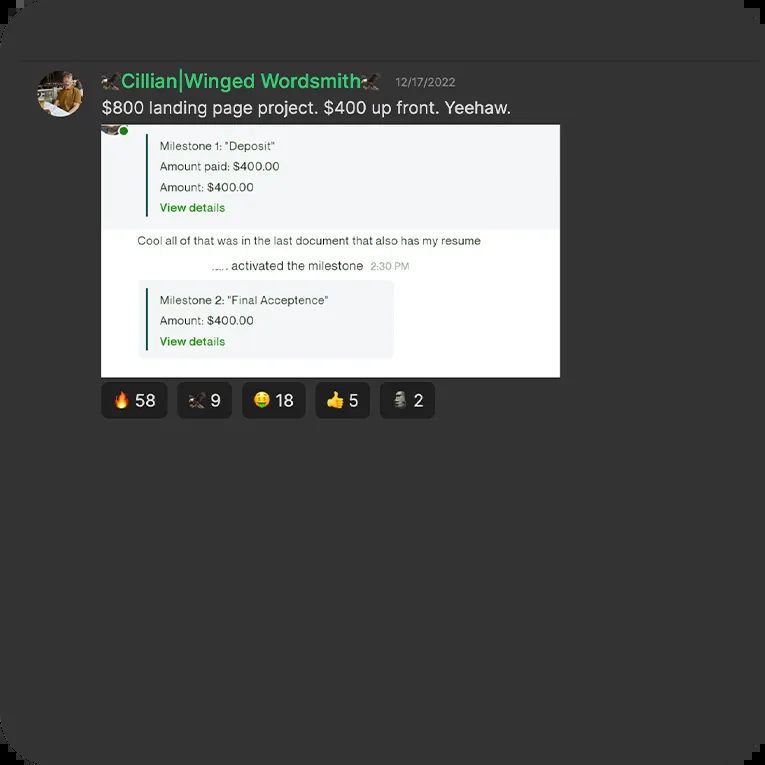 Cillian|Winged Wordsmith 12/17/2022
$800 landing page project. $400 up front. Yeehaw.
Milestone 1: "Deposit"
Amount paid: $400.00
Amount: $400.00
View details
Cool all of that was in the last document that also has my resume
activated the milestone 2:30 PM
Milestone 2: "Final Acceptence"
Amount: $400.00
View details
58 9 18 5 2